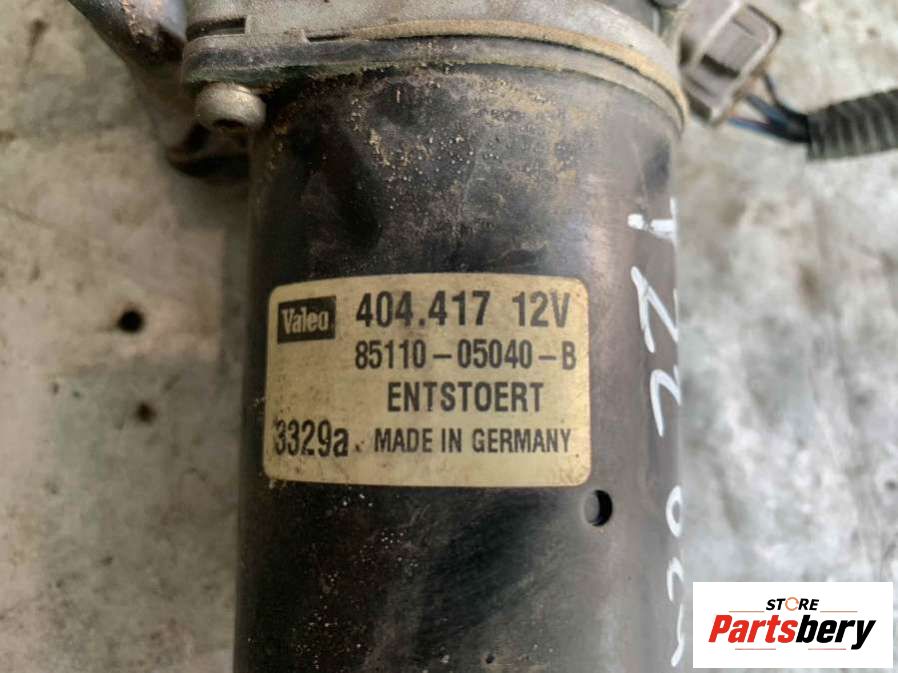 Valeo 404.417 12V
85110-05040-B
ENTSTOERT
3329a. MADE IN GERMANY
STORE
Partsbery